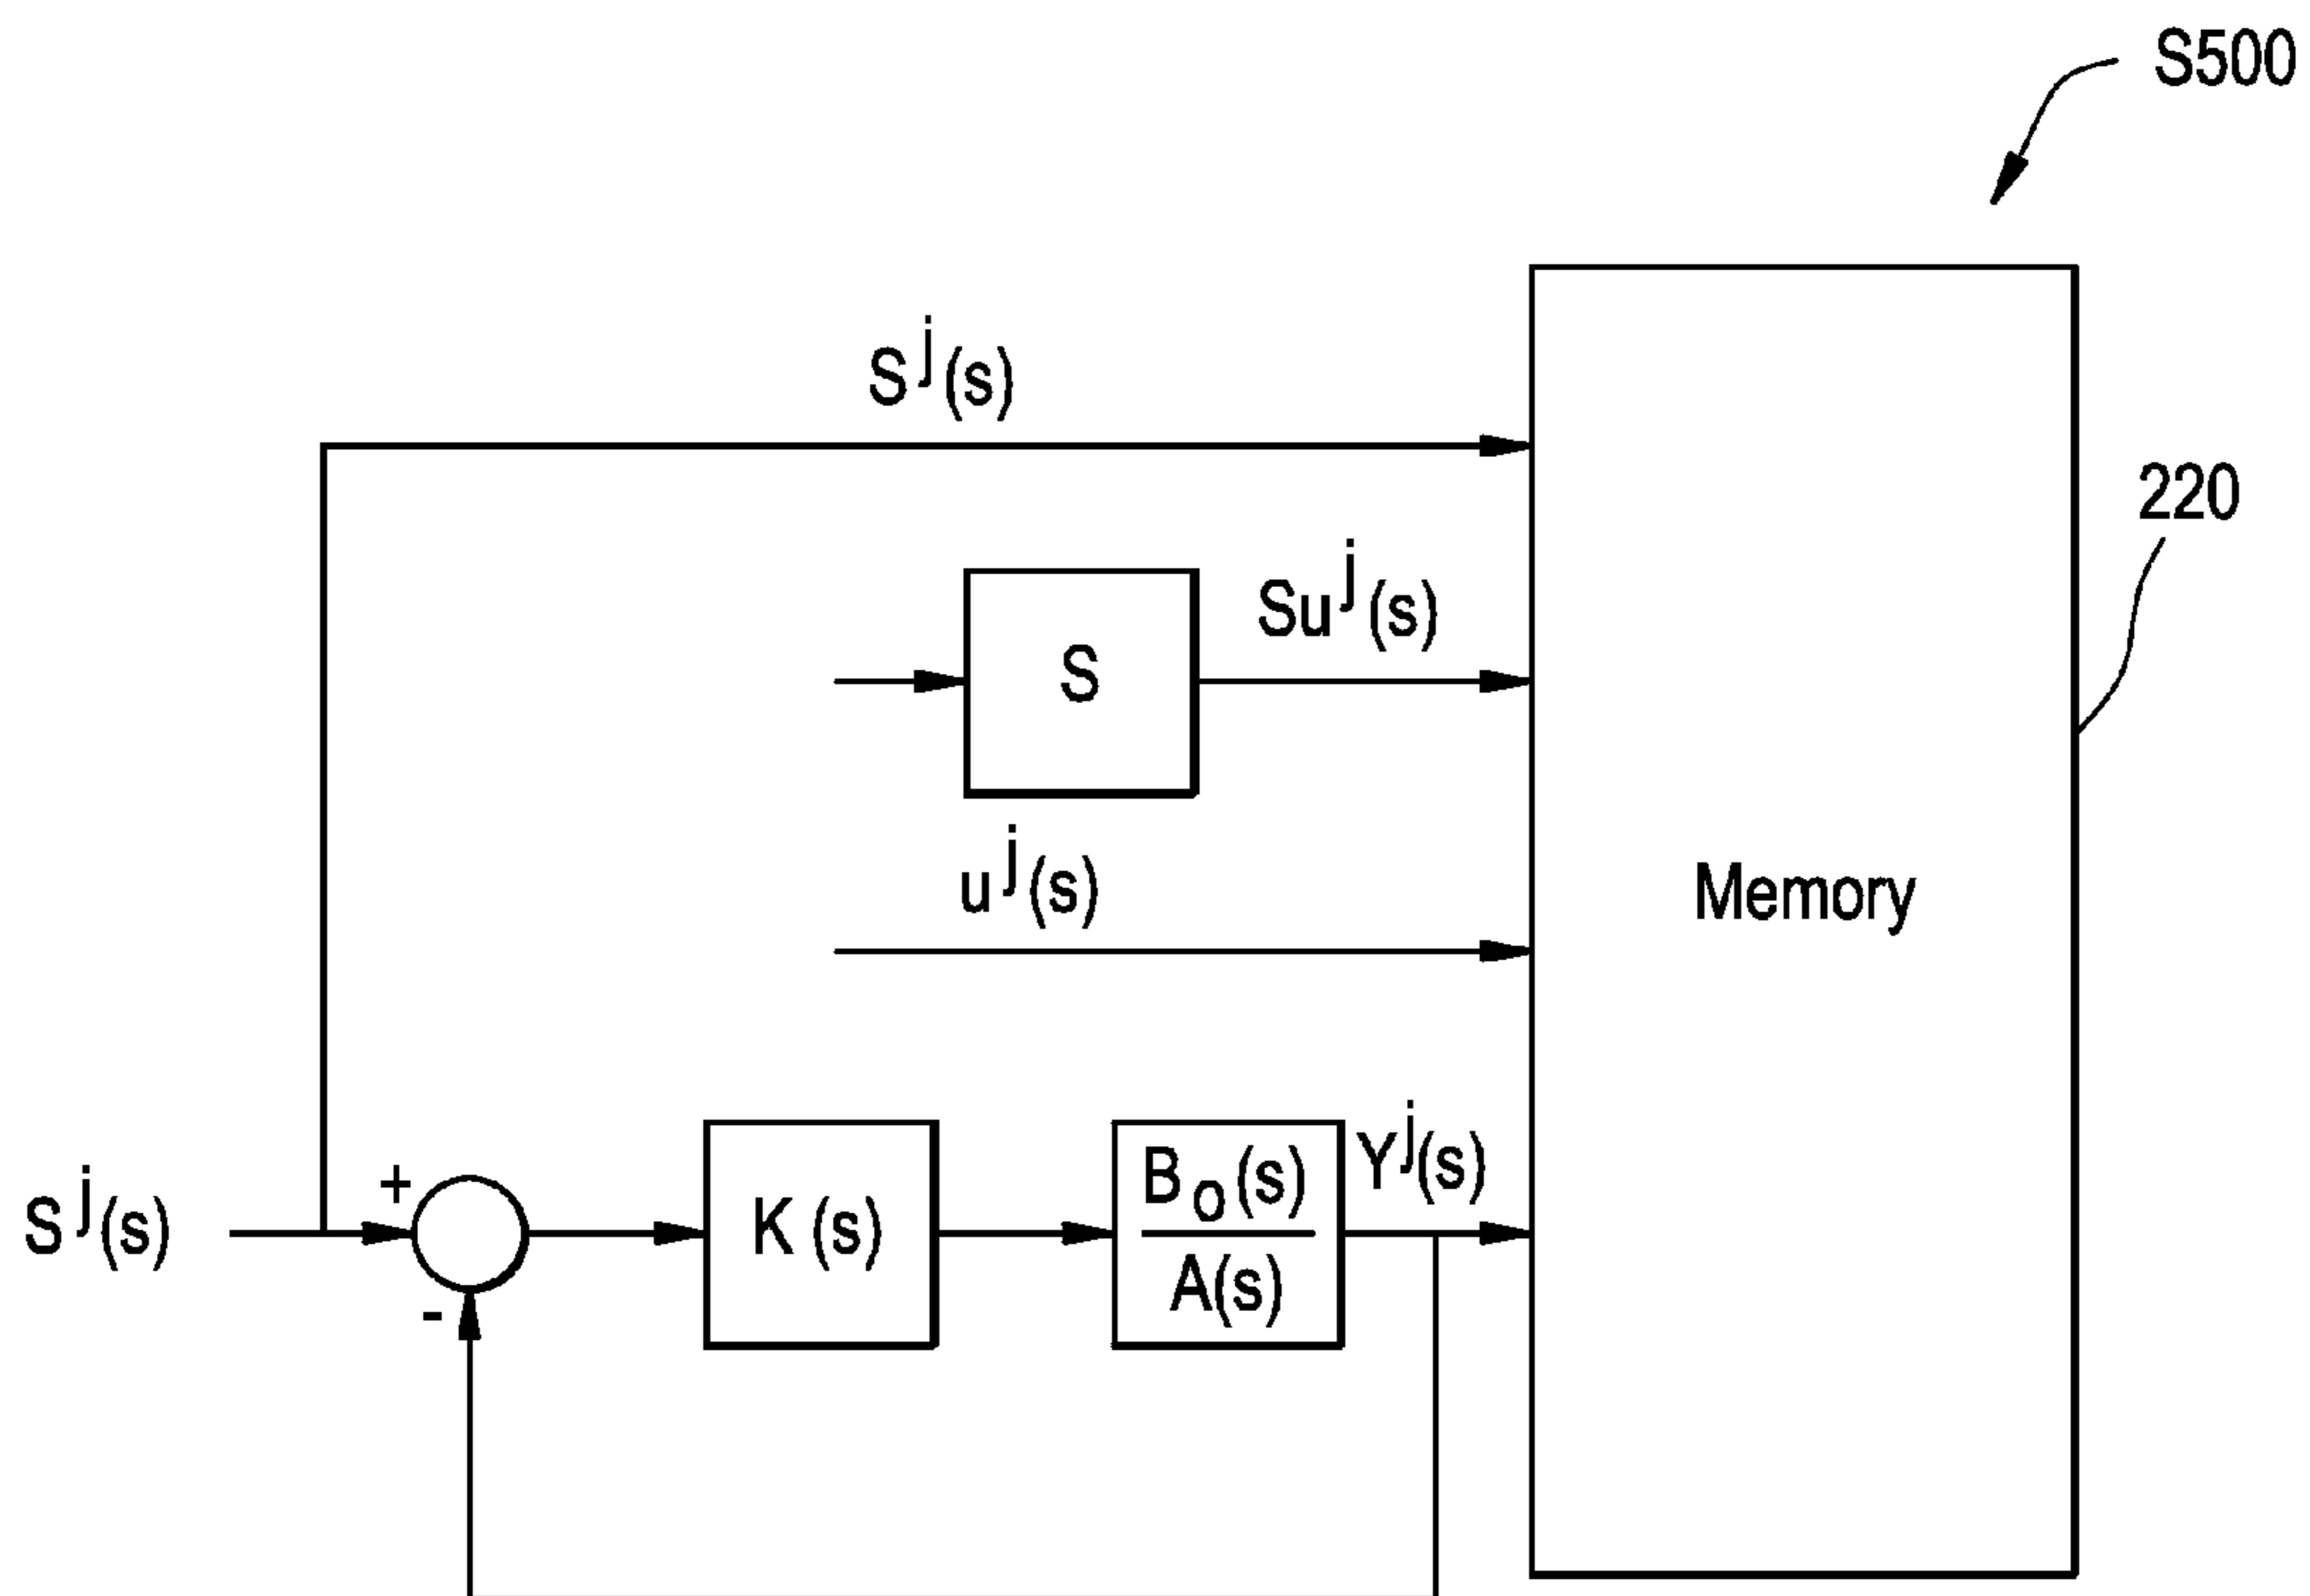 S500
S^j(s)
220
S
Su^j(s)
u^j(s)
Memory
S^j(s)
+
-
K(s)
B_o(s)
A(s)
Y^j(s)